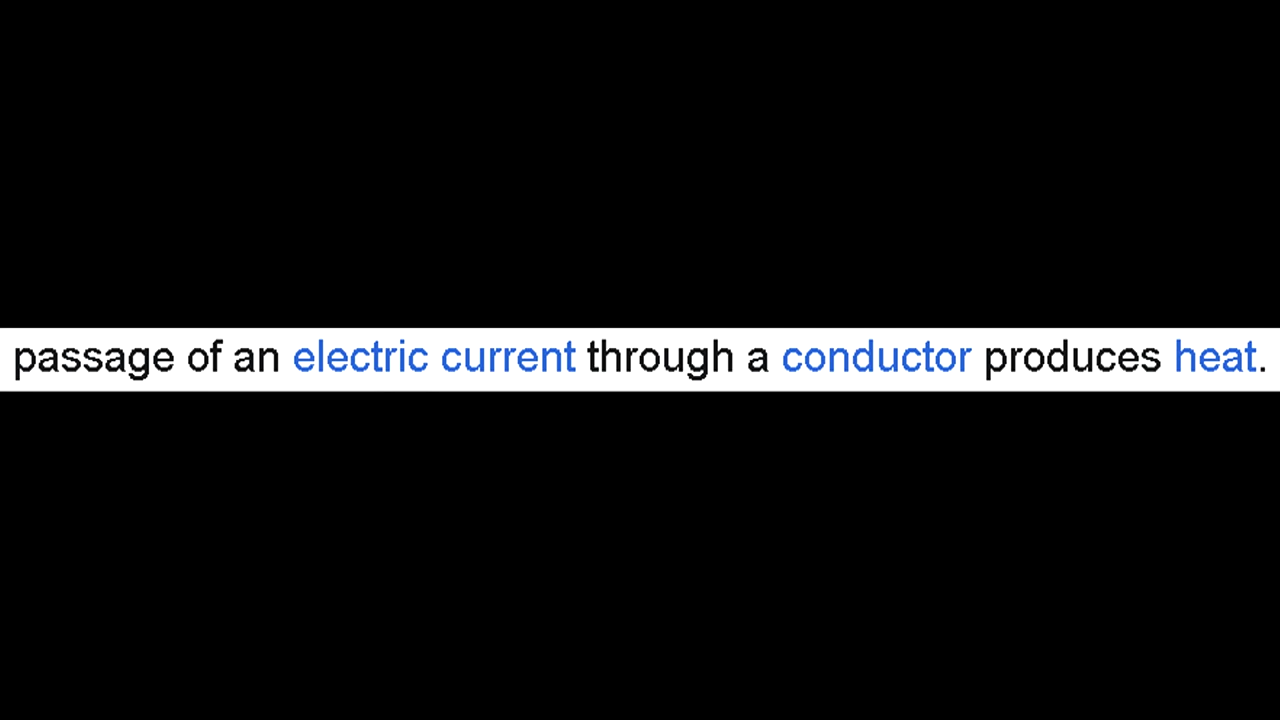 passage of an electric current through a conductor produces heat.